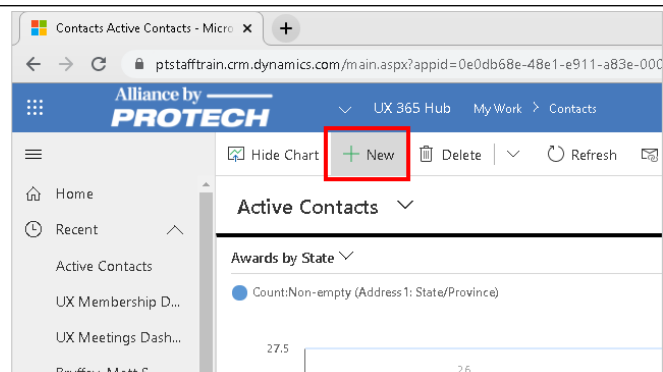 Contacts Active Contacts - Micro
ptstafftrain.crm.dynamics.com/main.aspx?appid=0e0db68e-48e1-e911-a83e-000
Alliance by
PROTECH
UX 365 Hub My Work > Contacts
Hide Chart + New Delete Refresh
Home
Active Contacts
Recent
Awards by State
Active Contacts
Count:Non-empty (Address1: State/Province)
UX Membership D...
UX Meetings Dash...
27.5
26